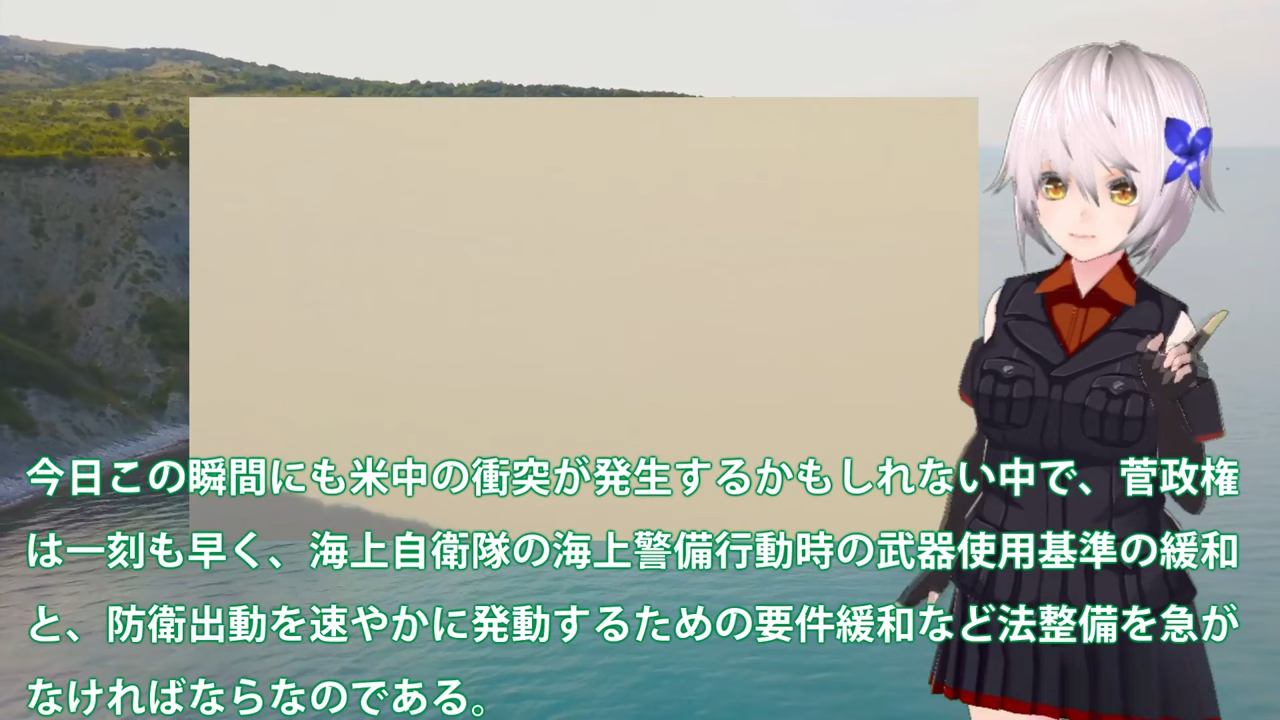 今日この瞬間にも米中の衝突が発生するかもしれない中で、菅政権
は一刻も早く、海上自衛隊の海上警備行動時の武器使用基準の緩和
と、防衛出動を速やかに発動するための要件緩和など法整備を急が
なければならなのである。